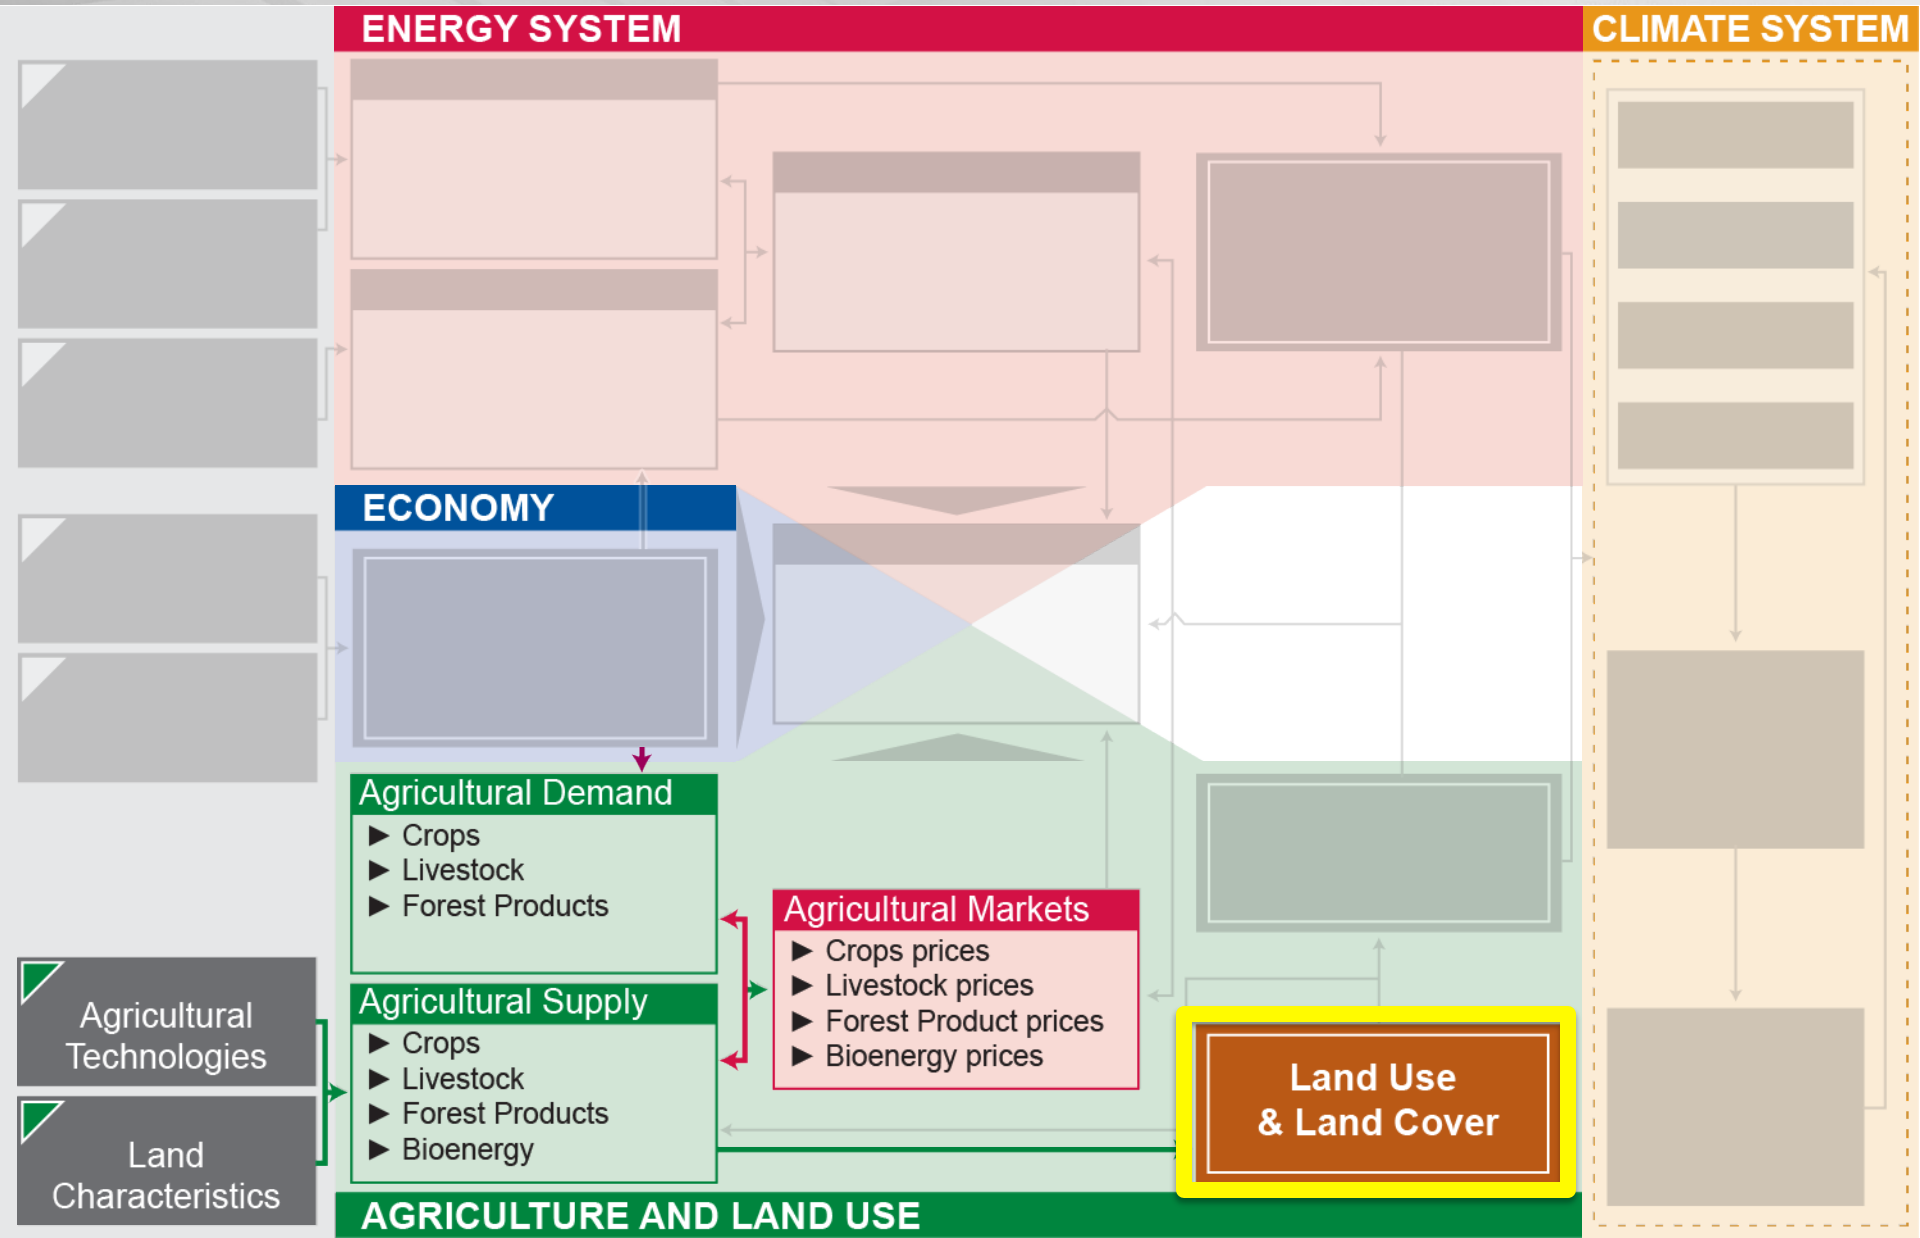 ENERGY SYSTEM
CLIMATE SYSTEM
ECONOMY
Agricultural Demand
► Crops
► Livestock
► Forest Products
Agricultural Markets
► Crops prices
► Livestock prices
► Forest Product prices
► Bioenergy prices
Agricultural
Technologies
Agricultural Supply
► Crops
► Livestock
► Forest Products
► Bioenergy
Land Use
& Land Cover
Land
Characteristics
AGRICULTURE AND LAND USE